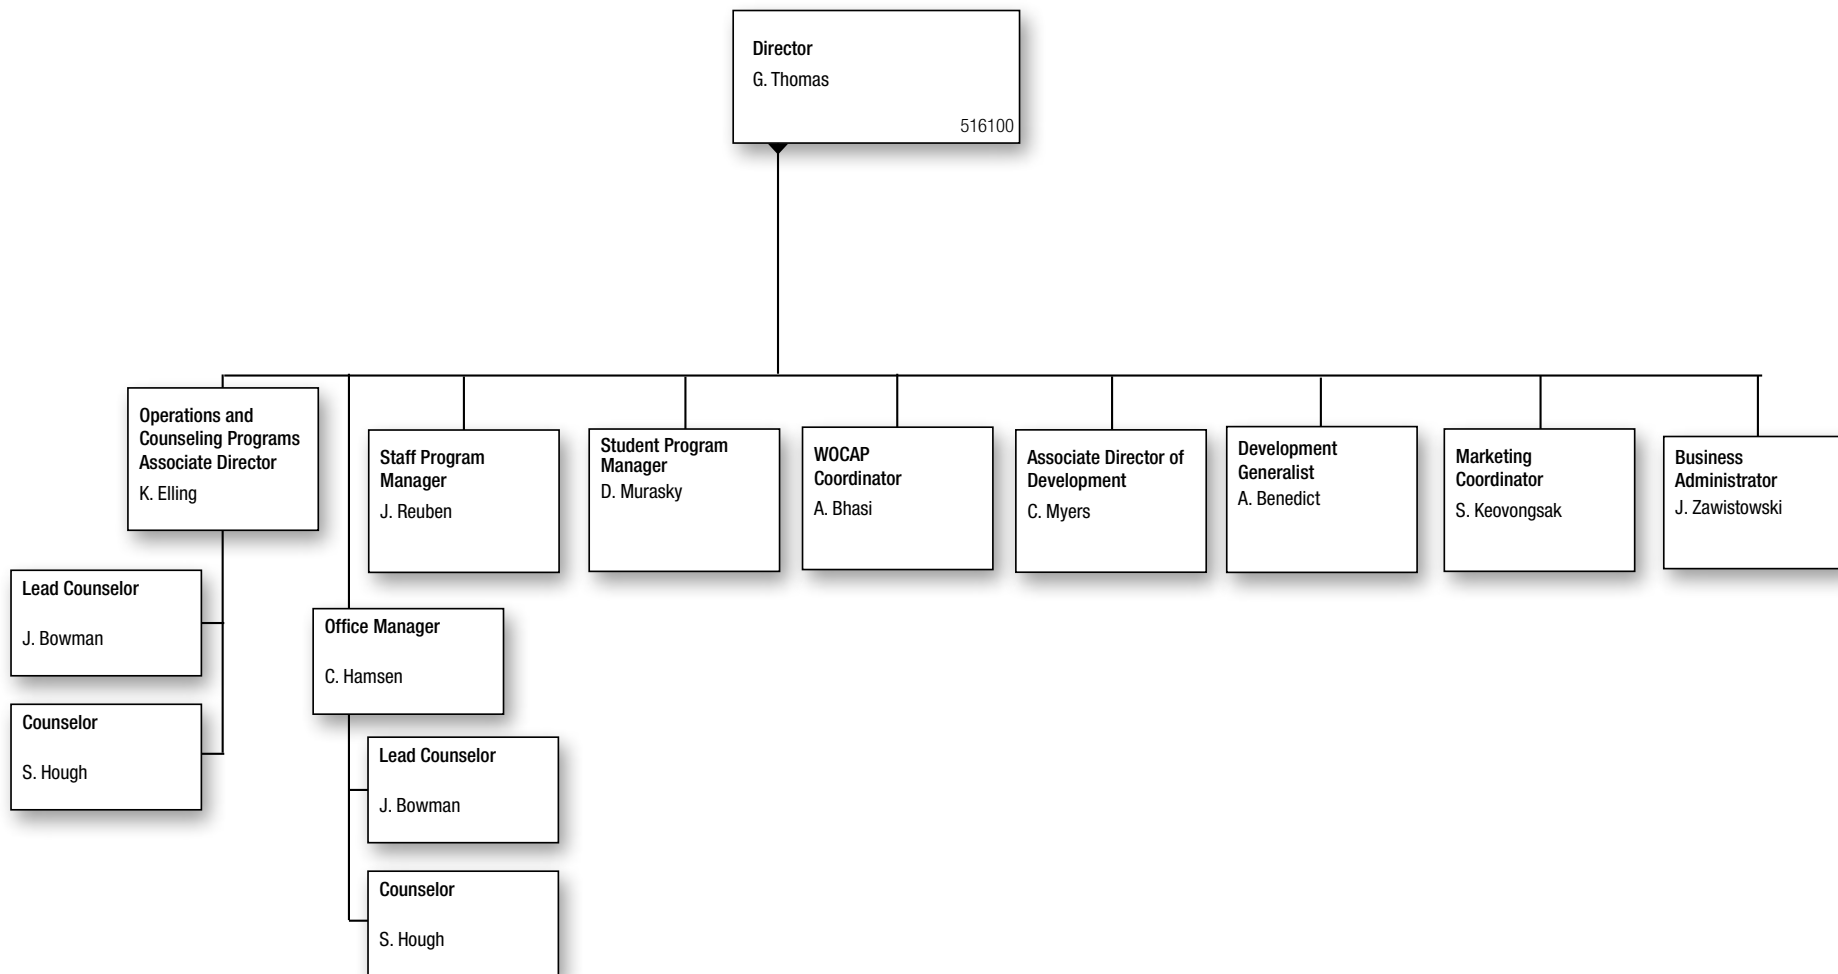 Director
G. Thomas
516100
Operations and
Counseling Programs
Associate Director
K. Elling
Lead Counselor
J. Bowman
Counselor
S. Hough
Office Manager
C. Hamsen
Lead Counselor
J. Bowman
Counselor
S. Hough
Staff Program
Manager
J. Reuben
Student Program
Manager
D. Murasky
WOCAP
Coordinator
A. Bhasi
Associate Director of
Development
C. Myers
Development
Generalist
A. Benedict
Marketing
Coordinator
S. Keovongsak
Business
Administrator
J. Zawistowski